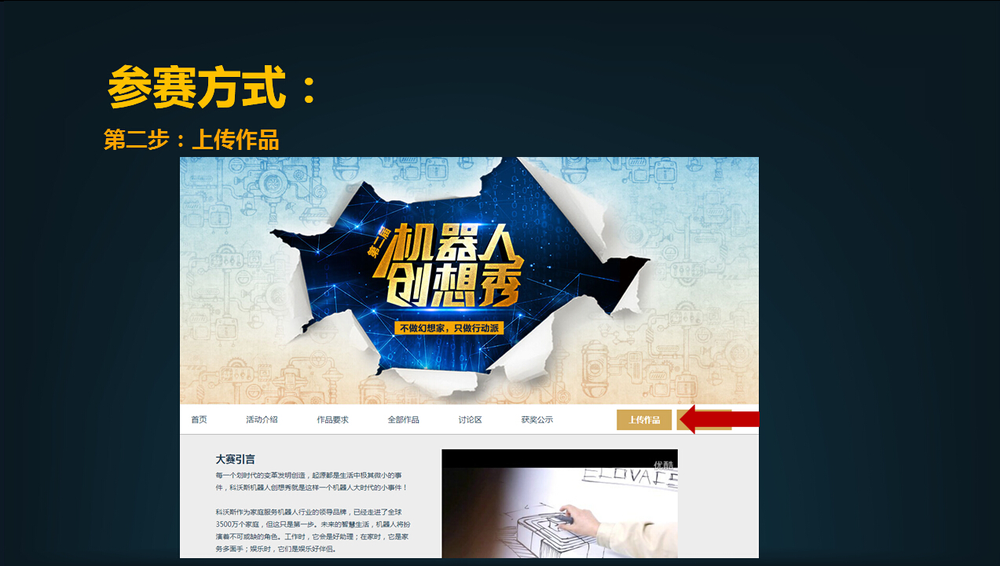 参赛方式：
第二步：上传作品
第二届
机器人
创想秀
不做幻想家，只做行动派
首页 活动介绍 作品要求 全部作品 讨论区 获奖公示 上传作品
大赛引言
每一个划时代的变革发明创造，起源都是生活中极其微小的事
件，科沃斯机器人创想秀就是这样一个机器人大时代的小事件！
科沃斯作为家庭服务机器人行业的领导品牌，已经走进了全球
3500万个家庭，但这只是第一步。未来的智慧生活，机器人将扮
演着不可或缺的角色。工作时，它会是好助理；在家时，它是家
务多面手；娱乐时，它们是娱乐好伴侣。
优酷